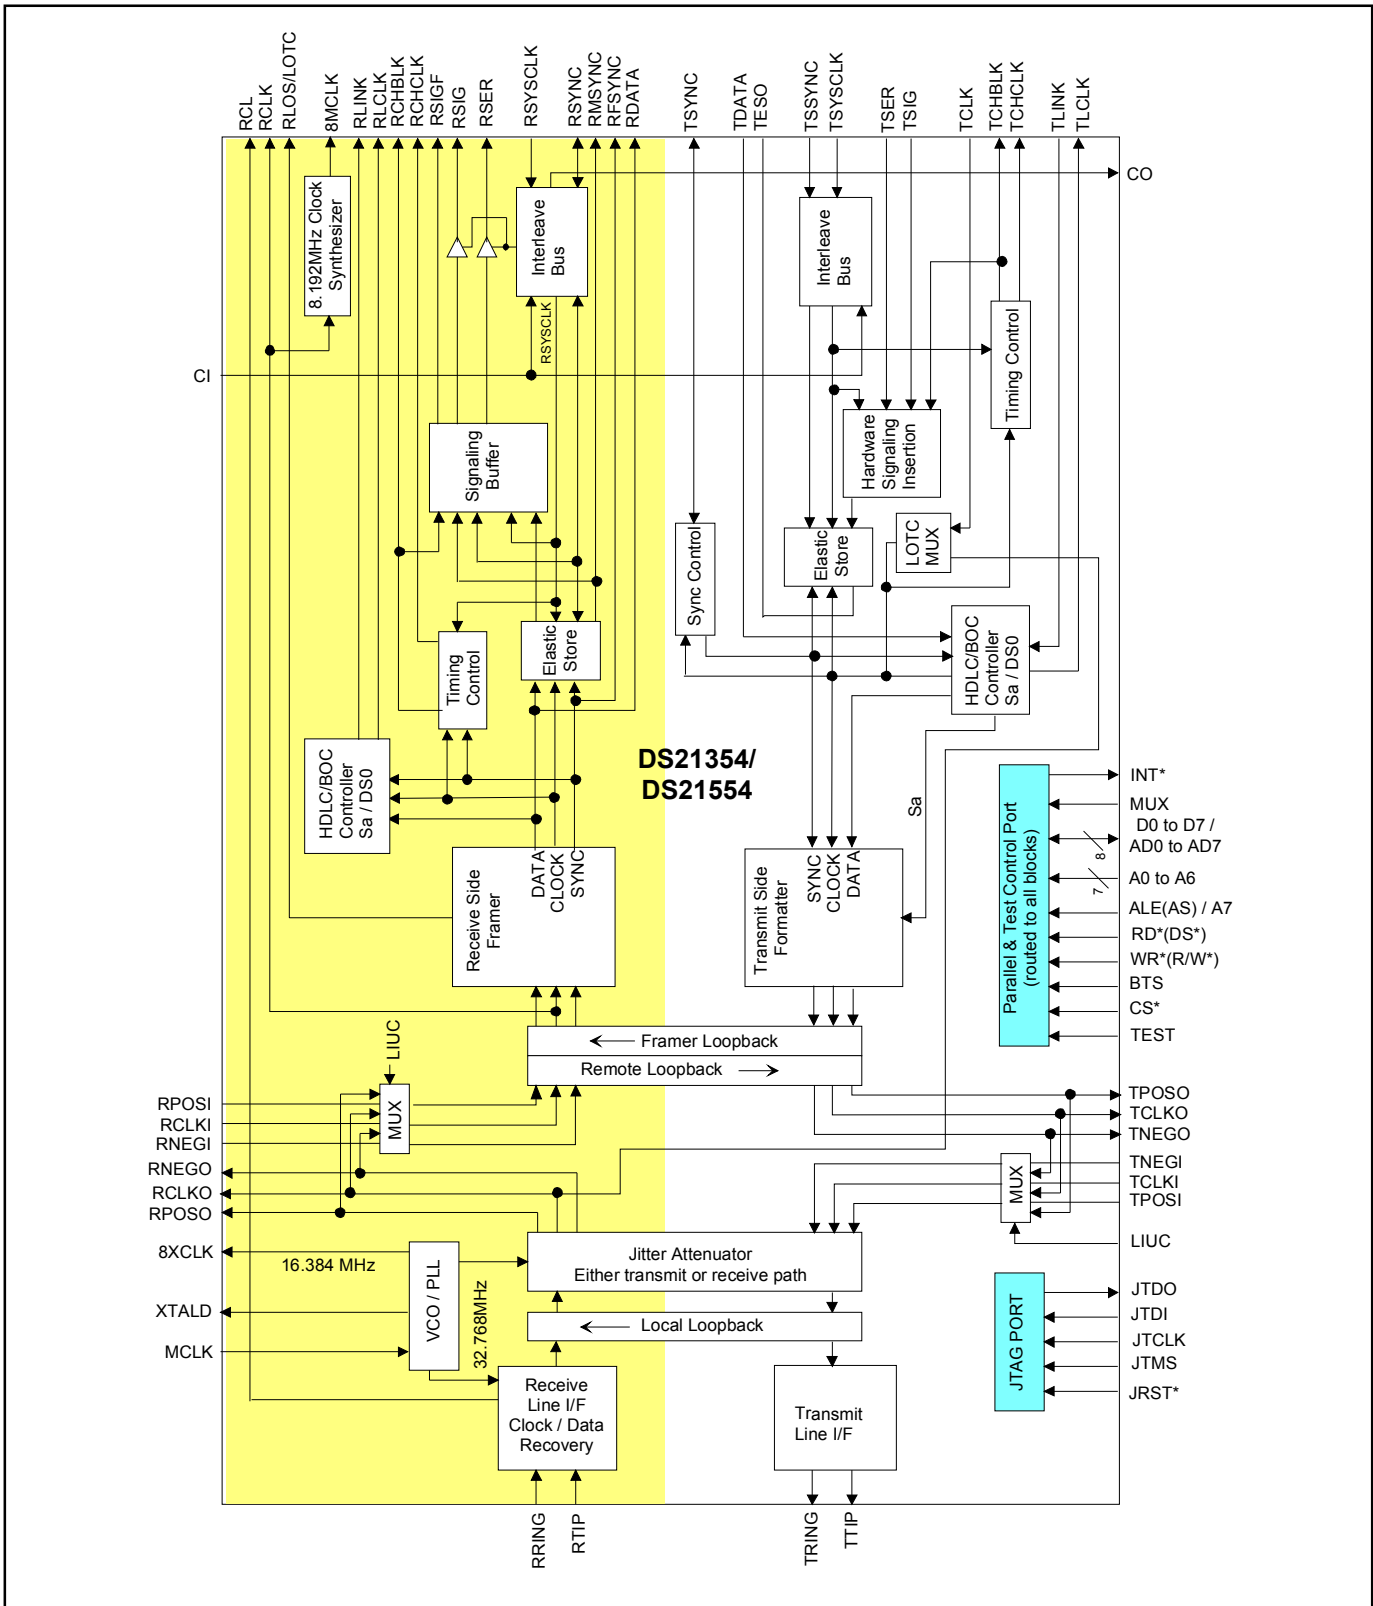 RCL
RCLK
RLOS/LOTC
8MCLK
RLINK
RLCLK
RCHBLK
RCHCLK
RSIGF
RSIG
RSER
RSYSCLK
RSYNC
RMSYNC
RFSYNC
RDATA
TSYNC
TDATA
TESO
TSSYNC
TSYSCLK
TSER
TSIG
TCLK
TCHBLK
TCHCLK
TLINK
TLCLK
CO
8.192MHz Clock
Synthesizer
Interleave
Bus
Interleave
Bus
RSYSCLK
Timing Control
CI
Signaling
Buffer
Hardware
Signaling
Insertion
LOTC
MUX
Sync Control
Elastic
Store
Elastic
Store
Timing
Control
HDLC/BOC
Controller
Sa / DS0
HDLC/BOC
Controller
Sa / DS0
DS21354/
DS21554
Sa
Receive Side
Framer
DATA
CLOCK
SYNC
Transmit Side
Formatter
SYNC
CLOCK
DATA
Parallel & Test Control Port
(routed to all blocks)
INT*
MUX
D0 to D7 /
AD0 to AD7
8
A0 to A6
7
ALE(AS) / A7
RD*(DS*)
WR*(R/W*)
BTS
CS*
TEST
Framer Loopback
Remote Loopback
LIUC
MUX
RPOSI
RCLKI
RNEGI
RNEGO
RCLKO
RPOSO
TPOSO
TCLKO
TNEGO
TNEGI
TCLKI
TPOSI
MUX
LIUC
8XCLK
16.384 MHz
XTALD
MCLK
VCO / PLL
32.768MHz
Jitter Attenuator
Either transmit or receive path
Local Loopback
Receive
Line I/F
Clock / Data
Recovery
Transmit
Line I/F
JTAG PORT
JTDO
JTDI
JTCLK
JTMS
JRST*
RRING
RTIP
TRING
TTIP